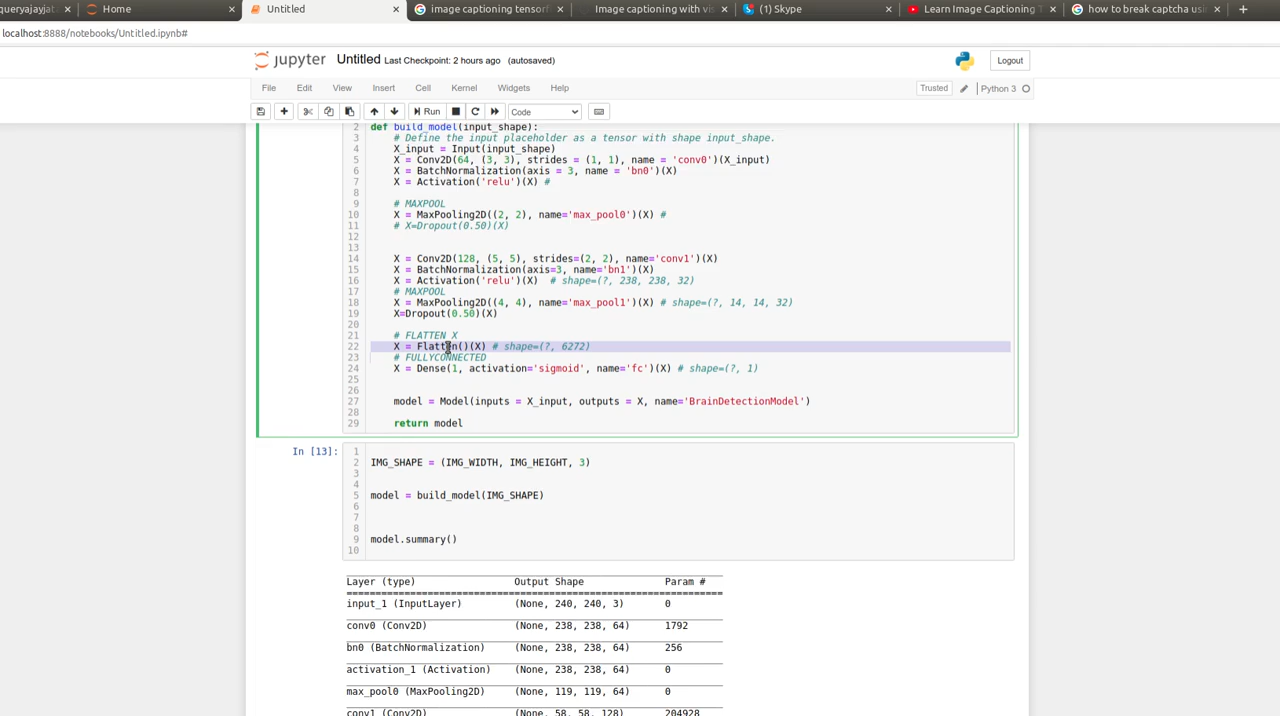 queryajayjat
Home
Untitled
image captioning tensorf
Image captioning with vis
(1) Skype
Learn Image Captioning T
how to break captcha usi
localhost:8888/notebooks/Untitled.ipynb#
jupyter Untitled Last Checkpoint: 2 hours ago (autosaved)
Logout
File Edit View Insert Cell Kernel Widgets Help
Trusted Python 3
Run Code
2 def build_model(input_shape):
3 # Define the input placeholder as a tensor with shape input_shape.
4 X_input = Input(input_shape)
5 X = Conv2D(64, (3, 3), strides = (1, 1), name = 'conv0')(X_input)
6 X = BatchNormalization(axis = 3, name = 'bn0')(X)
7 X = Activation('relu')(X) #
8
9 # MAXPOOL
10 X = MaxPooling2D((2, 2), name='max_pool0')(X) #
11 # X=Dropout(0.50)(X)
12
13
14 X = Conv2D(128, (5, 5), strides=(2, 2), name='conv1')(X)
15 X = BatchNormalization(axis=3, name='bn1')(X)
16 X = Activation('relu')(X) # shape=(?, 238, 238, 32)
17 # MAXPOOL
18 X = MaxPooling2D((4, 4), name='max_pool1')(X) # shape=(?, 14, 14, 32)
19 X=Dropout(0.50)(X)
20
21 # FLATTEN X
22 X = Flatten()(X) # shape=(?, 6272)
23 # FULLYCONNECTED
24 X = Dense(1, activation='sigmoid', name='fc')(X) # shape=(?, 1)
25
26
27 model = Model(inputs = X_input, outputs = X, name='BrainDetectionModel')
28
29 return model
In [13]:
1
2 IMG_SHAPE = (IMG_WIDTH, IMG_HEIGHT, 3)
3
4
5 model = build_model(IMG_SHAPE)
6
7
8
9 model.summary()
10
Layer (type) Output Shape Param #
=================================================================
input_1 (InputLayer) (None, 240, 240, 3) 0
conv0 (Conv2D) (None, 238, 238, 64) 1792
bn0 (BatchNormalization) (None, 238, 238, 64) 256
activation_1 (Activation) (None, 238, 238, 64) 0
max_pool0 (MaxPooling2D) (None, 119, 119, 64) 0
conv1 (Conv2D) (None, 58, 58, 128) 204928